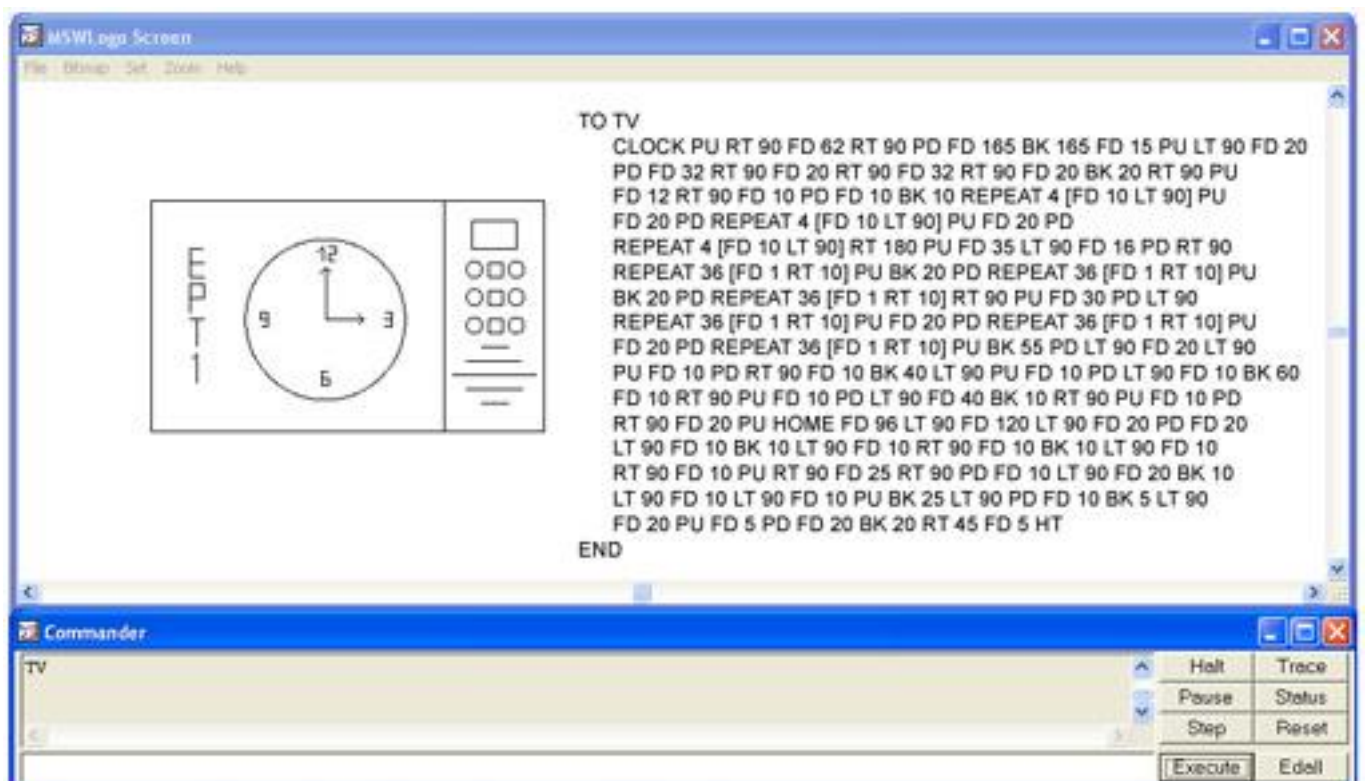 MSWLogo Screen
File Bitmap Set Zoom Help
TO TV
CLOCK PU RT 90 FD 62 RT 90 PD FD 165 BK 165 FD 15 PU LT 90 FD 20
PD FD 32 RT 90 FD 20 RT 90 FD 32 RT 90 FD 20 BK 20 RT 90 PU
FD 12 RT 90 FD 10 PD FD 10 BK 10 REPEAT 4 [FD 10 LT 90] PU
FD 20 PD REPEAT 4 [FD 10 LT 90] PU FD 20 PD
REPEAT 4 [FD 10 LT 90] RT 180 PU FD 35 LT 90 FD 16 PD RT 90
REPEAT 36 [FD 1 RT 10] PU BK 20 PD REPEAT 36 [FD 1 RT 10] PU
BK 20 PD REPEAT 36 [FD 1 RT 10] RT 90 PU FD 30 PD LT 90
REPEAT 36 [FD 1 RT 10] PU FD 20 PD REPEAT 36 [FD 1 RT 10] PU
FD 20 PD REPEAT 36 [FD 1 RT 10] PU BK 55 PD LT 90 FD 20 LT 90
PU FD 10 PD RT 90 FD 10 BK 40 LT 90 PU FD 10 PD LT 90 FD 10 BK 60
FD 10 RT 90 PU FD 10 PD LT 90 FD 40 BK 10 RT 90 PU FD 10 PD
RT 90 FD 20 PU HOME FD 96 LT 90 FD 120 LT 90 FD 20 PD FD 20
LT 90 FD 10 BK 10 LT 90 FD 10 RT 90 FD 10 BK 10 LT 90 FD 10
RT 90 FD 10 PU RT 90 FD 25 RT 90 PD FD 10 LT 90 FD 20 BK 10
LT 90 FD 10 LT 90 FD 10 PU BK 25 LT 90 PD FD 10 BK 5 LT 90
FD 20 PU FD 5 PD FD 20 BK 20 RT 45 FD 5 HT
END
E
P
T
1
12
9 3
6
Commander
TV
Halt Trace
Pause Status
Step Reset
Execute Edall